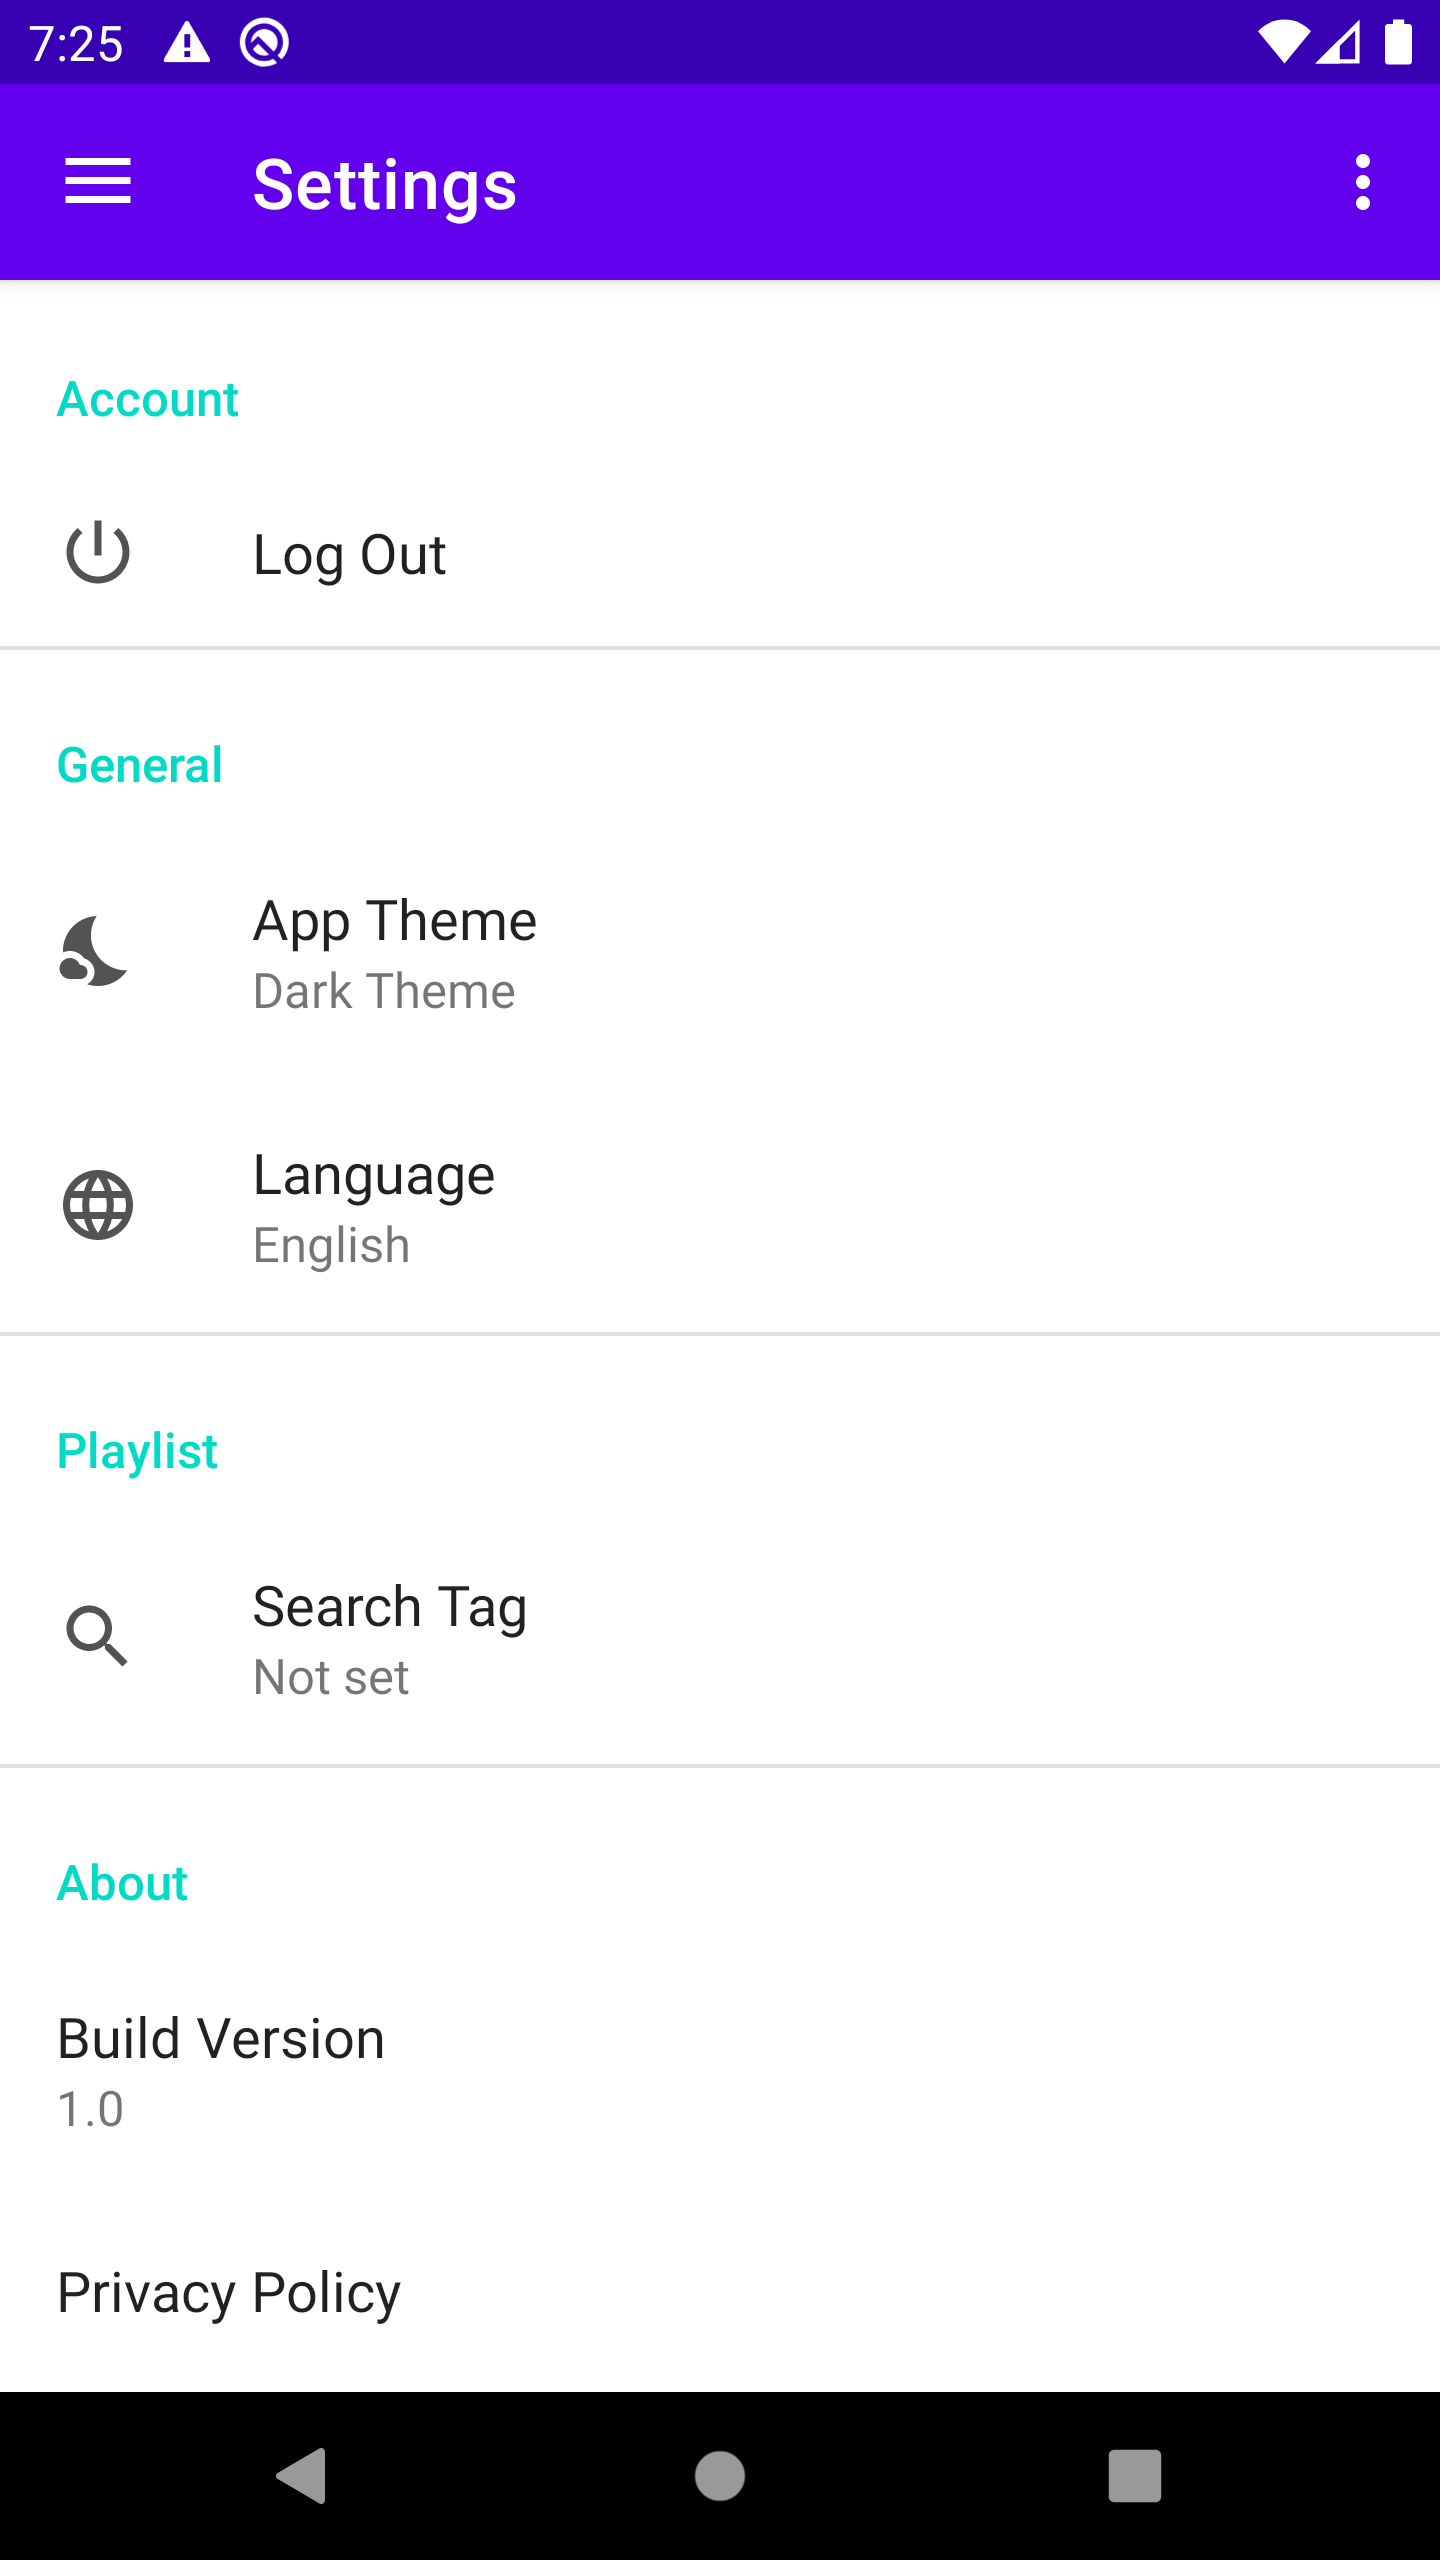 7:25
Settings
Account
Log Out
General
App Theme
Dark Theme
Language
English
Playlist
Search Tag
Not set
About
Build Version
1.0
Privacy Policy